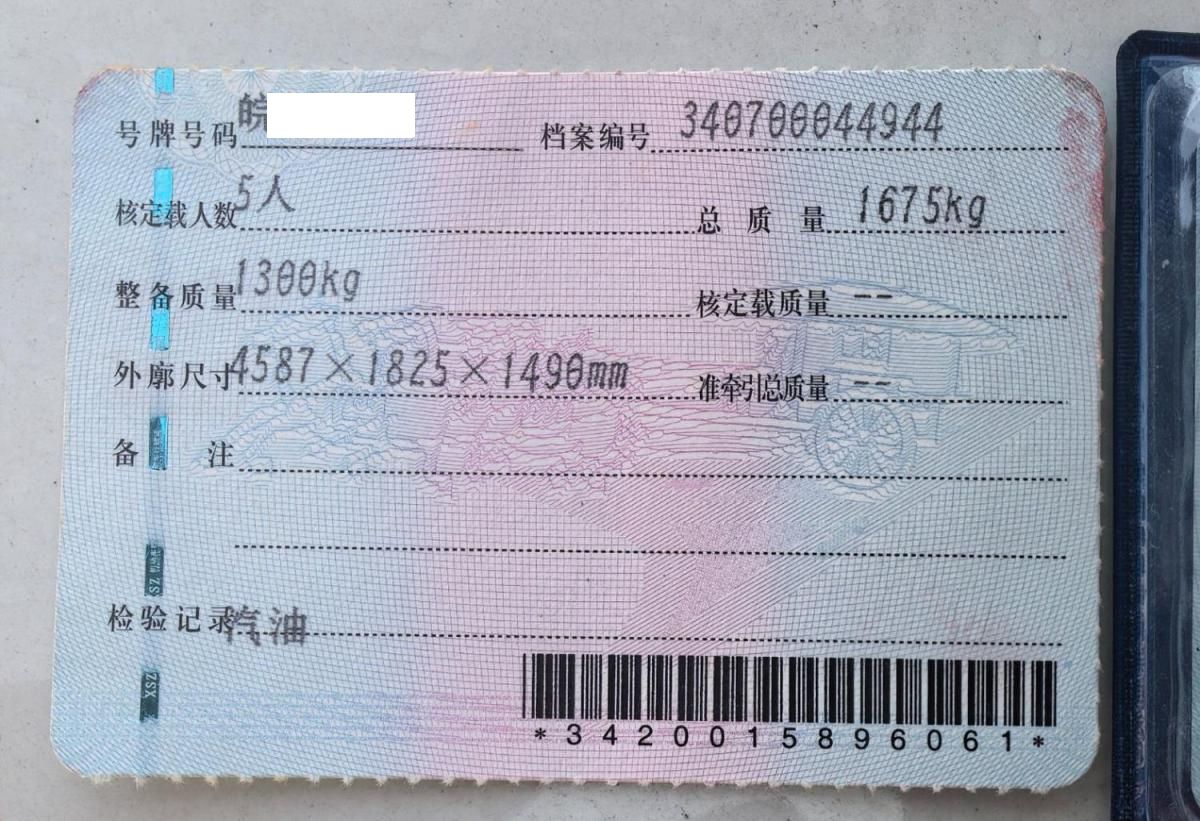 号牌号码 皖 档案编号 340700044944
核定载人数 5人 总质量 1675kg
整备质量 1300kg 核定载质量 --
外廓尺寸 4587×1825×1490mm 准牵引总质量 --
备注
检验记录 汽油
*3420015896061*